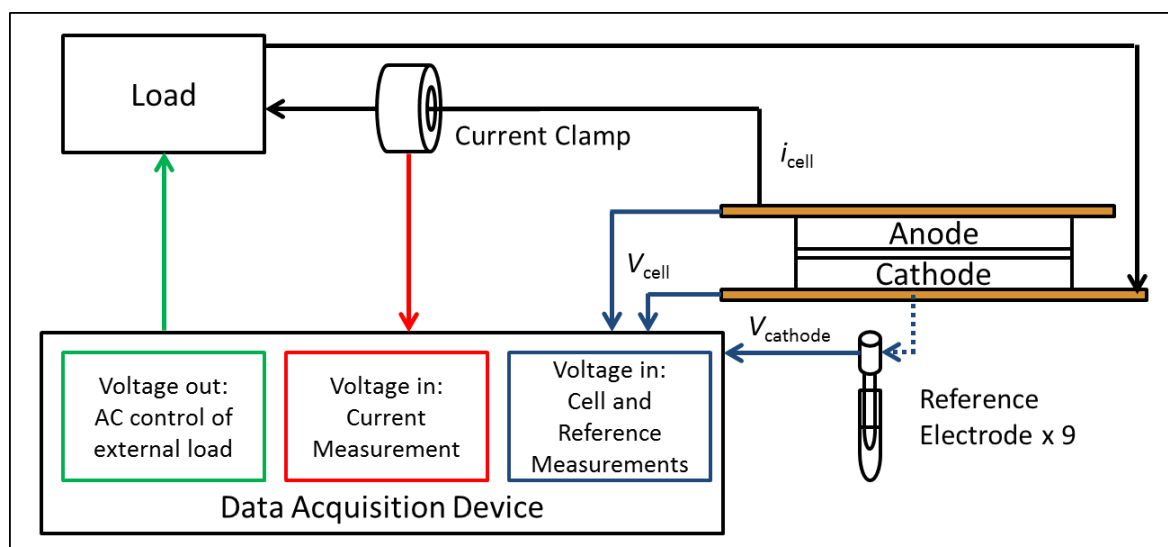 Load
Current Clamp
i cell
Anode
Cathode
V cell
V cathode
Voltage out:
AC control of
external load
Voltage in:
Current
Measurement
Voltage in:
Cell and
Reference
Measurements
Reference
Electrode x 9
Data Acquisition Device